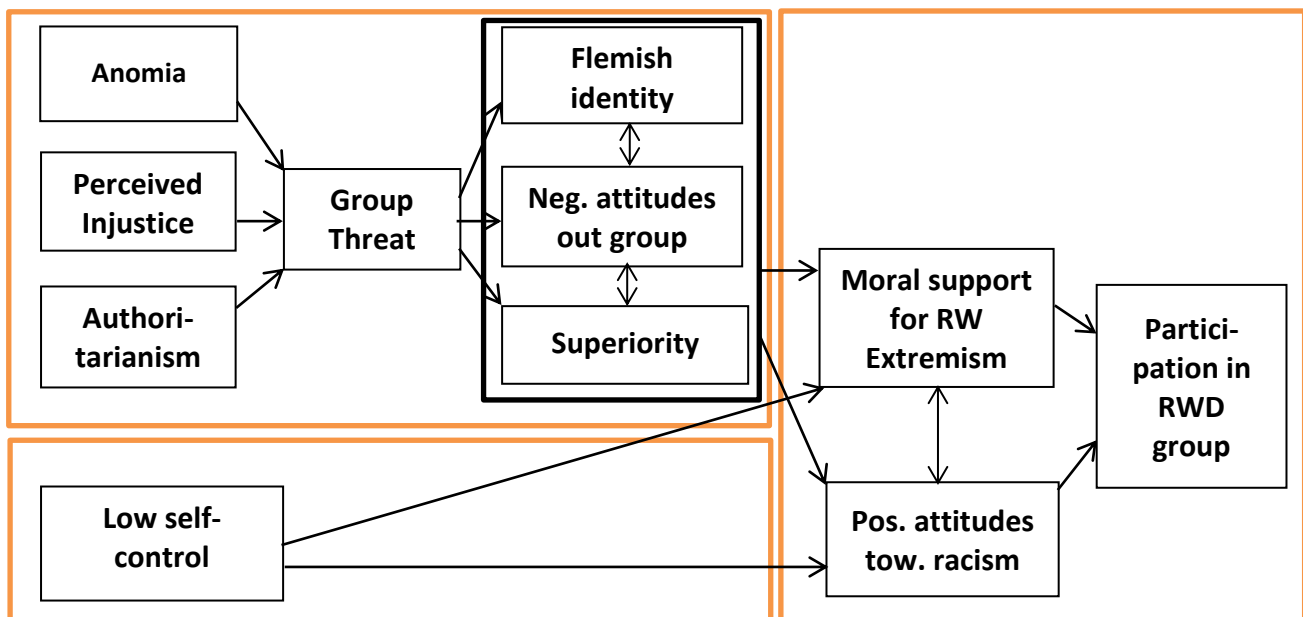 Anomia
Perceived
Injustice
Authori-
tarianism
Group
Threat
Flemish
identity
Neg. attitudes
out group
Superiority
Low self-
control
Moral support
for RW
Extremism
Pos. attitudes
tow. racism
Partici-
pation in
RWD
group